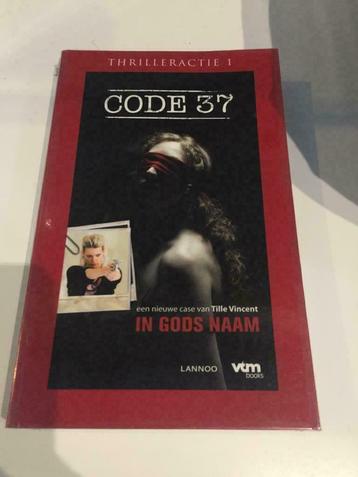 THRILLERACTIE 1
CODE 37
een nieuwe case van Tille Vincent
IN GODS NAAM
LANNOO
vtm
books